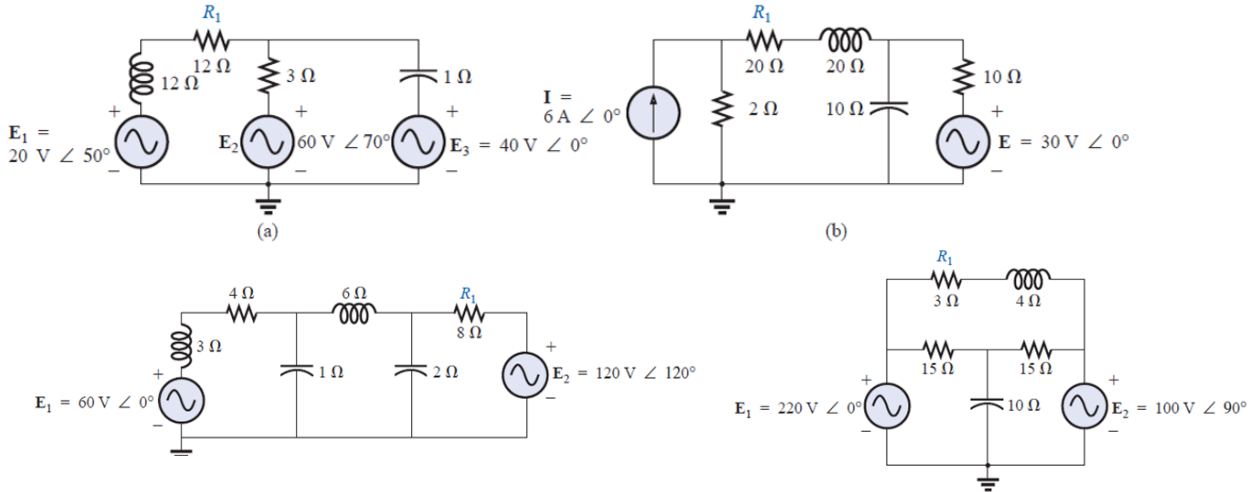 R₁
12 Ω
12 Ω
3 Ω
1 Ω
+
+
+
E₁ =
20 V ∠ 50°
E₂
60 V ∠ 70°
E₃ = 40 V ∠ 0°
−
−
−
(a)
R₁
20 Ω
20 Ω
10 Ω
I =
6 A ∠ 0°
2 Ω
10 Ω
+
E = 30 V ∠ 0°
−
(b)
4 Ω
6 Ω
R₁
8 Ω
3 Ω
1 Ω
2 Ω
+
+
E₁ = 60 V ∠ 0°
E₂ = 120 V ∠ 120°
−
−
R₁
3 Ω
4 Ω
15 Ω
15 Ω
+
+
E₁ = 220 V ∠ 0°
10 Ω
E₂ = 100 V ∠ 90°
−
−